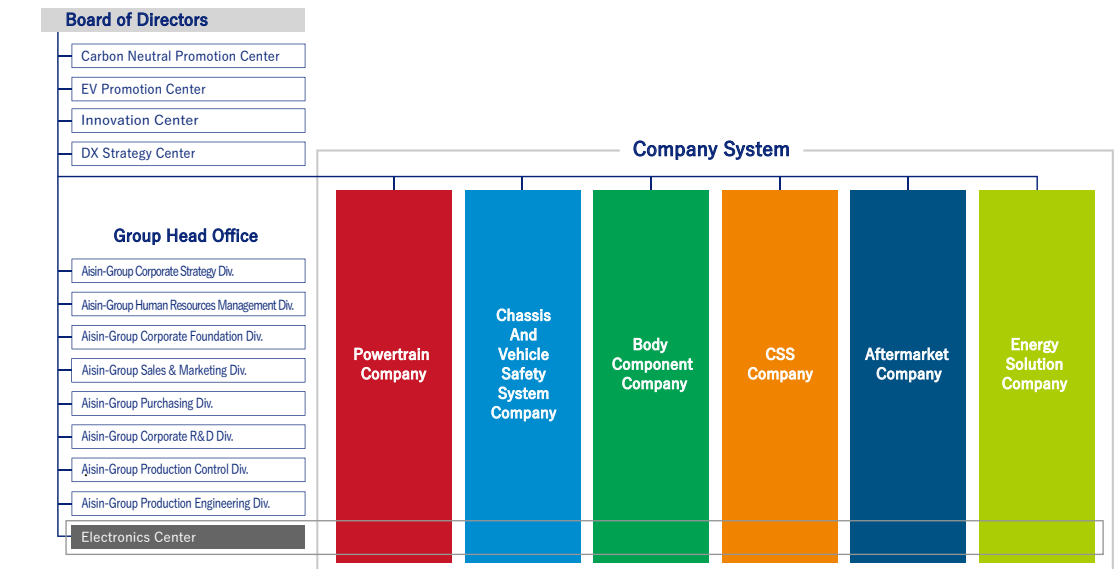 Board of Directors
Carbon Neutral Promotion Center
EV Promotion Center
Innovation Center
DX Strategy Center
Company System
Group Head Office
Aisin-Group Corporate Strategy Div.
Aisin-Group Human Resources Management Div.
Aisin-Group Corporate Foundation Div.
Aisin-Group Sales & Marketing Div.
Aisin-Group Purchasing Div.
Aisin-Group Corporate R&D Div.
Aisin-Group Production Control Div.
Aisin-Group Production Engineering Div.
Electronics Center
Powertrain
Company
Chassis
And
Vehicle
Safety
System
Company
Body
Component
Company
CSS
Company
Aftermarket
Company
Energy
Solution
Company